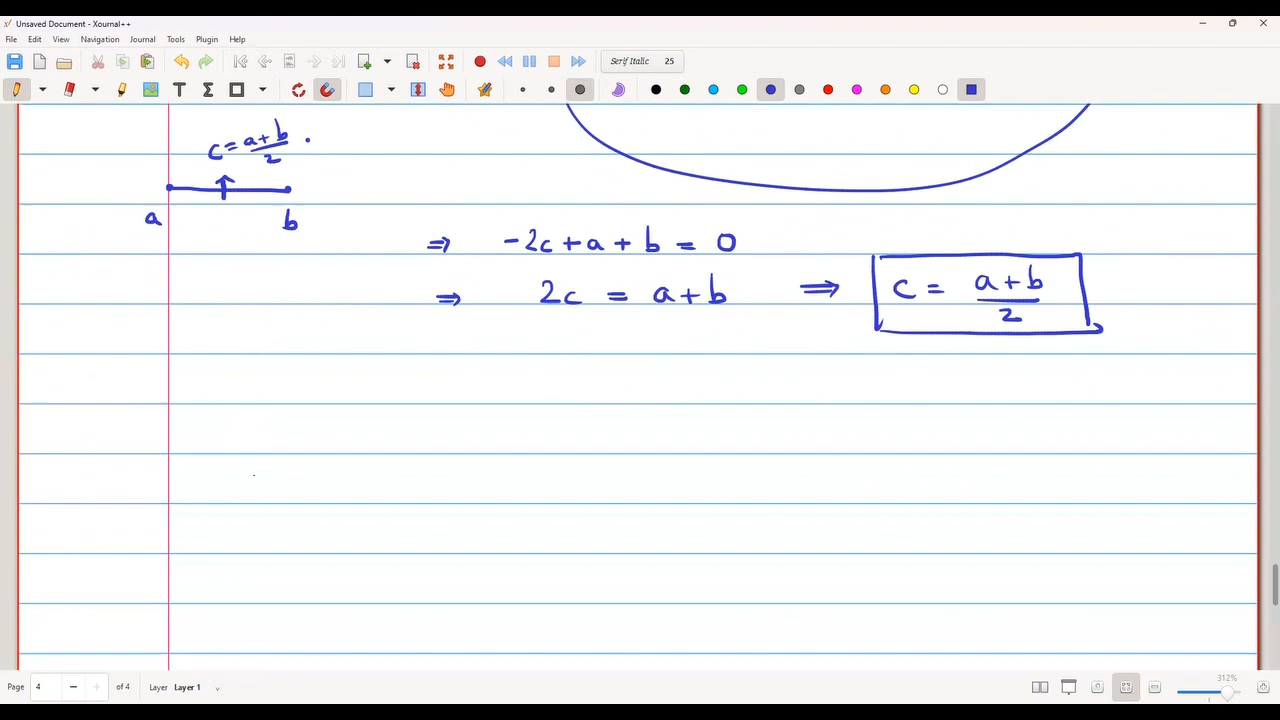 Unsaved Document - Xournal++
File Edit View Navigation Journal Tools Plugin Help
Serif Italic 25
c = a+b/2 .
a b
⇒ -2c + a + b = 0
⇒ 2c = a + b ⇒ c = a+b/2
Page 4 of 4 Layer Layer 1 312%